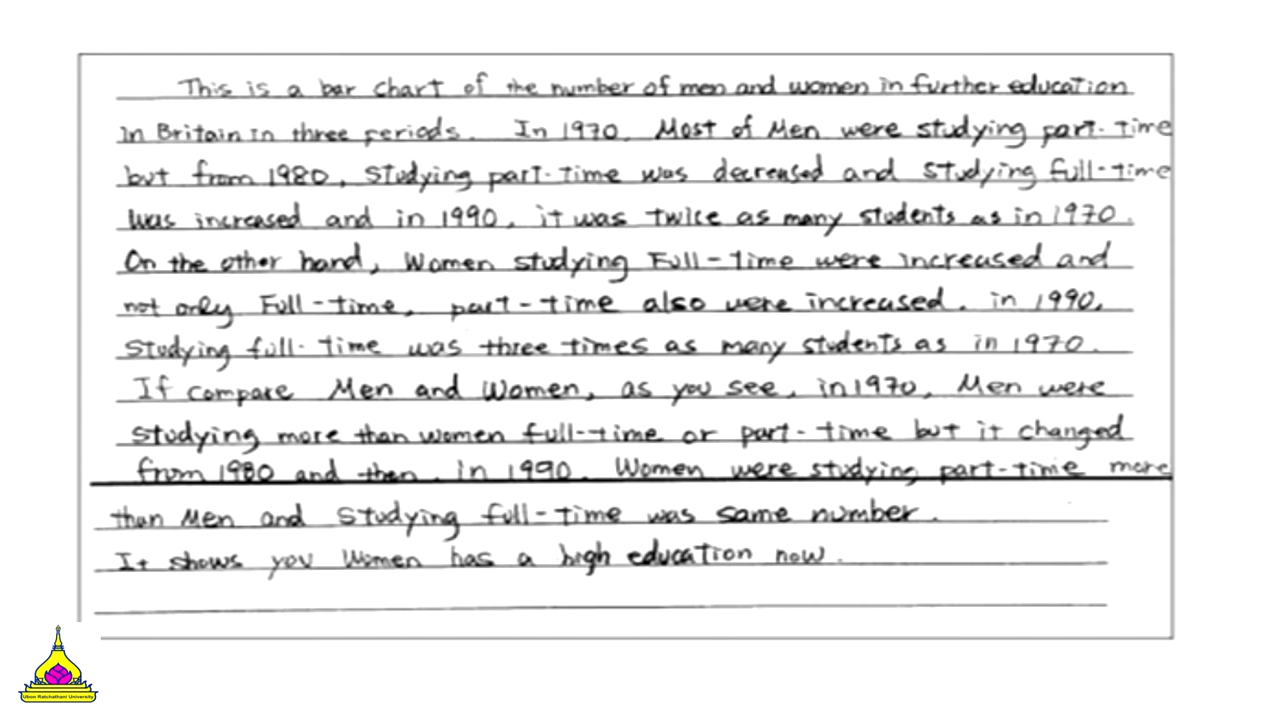 This is a bar chart of the number of men and women in further education
In Britain in three periods. In 1970. Most of Men were studying part-time
but from 1980, studying part-time was decreased and studying full-time
was increased and in 1990, it was twice as many students as in 1970.
On the other hand, Women studying Full-time were increased and
not only Full-time, part-time also were increased. in 1990,
studying full-time was three times as many students as in 1970.
If compare Men and Women, as you see, in 1970, Men were
studying more than women full-time or part-time but it changed
from 1980 and then. in 1990. Women were studying part-time more
than Men and studying full-time was same number.
It shows you Women has a high education now.
Ubon Ratchathani University